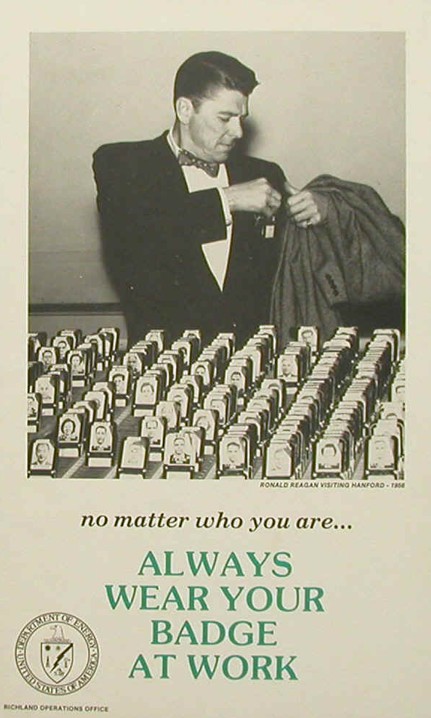 RONALD REAGAN VISITING HANFORD - 1958
no matter who you are...
ALWAYS
WEAR YOUR
BADGE
AT WORK
DEPARTMENT OF ENERGY
UNITED STATES OF AMERICA
RICHLAND OPERATIONS OFFICE